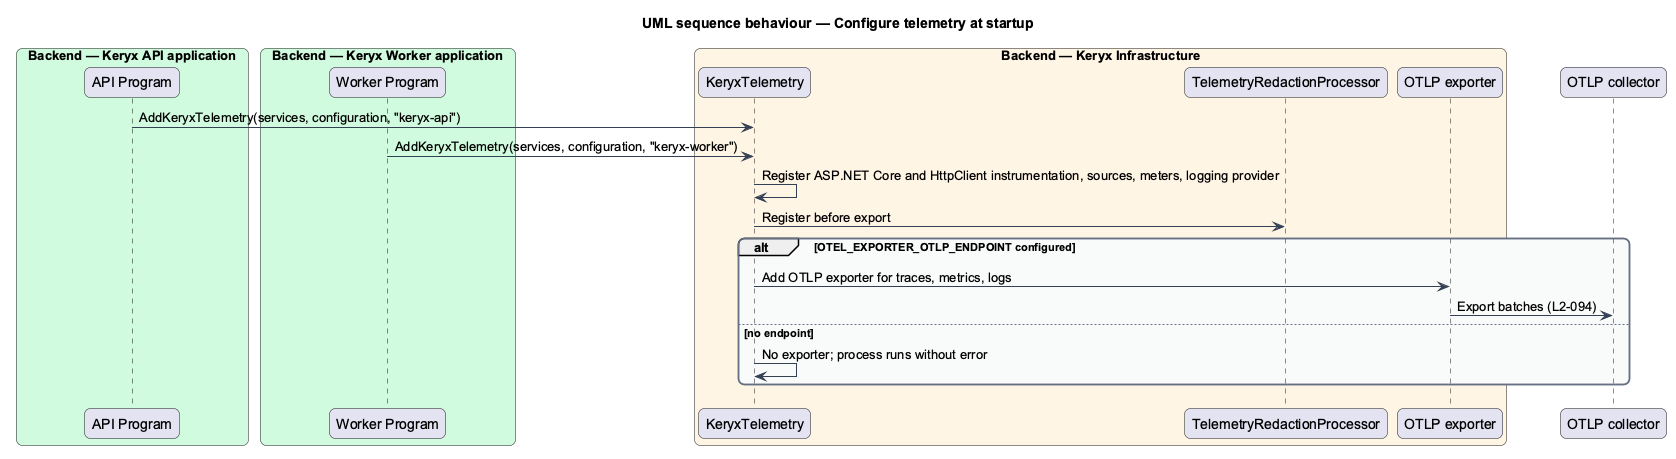 UML sequence behaviour — Configure telemetry at startup
Backend — Keryx API application
Backend — Keryx Worker application
Backend — Keryx Infrastructure
API Program
Worker Program
KeryxTelemetry
TelemetryRedactionProcessor
OTLP exporter
OTLP collector
AddKeryxTelemetry(services, configuration, "keryx-api")
AddKeryxTelemetry(services, configuration, "keryx-worker")
Register ASP.NET Core and HttpClient instrumentation, sources, meters, logging provider
Register before export
alt
[OTEL_EXPORTER_OTLP_ENDPOINT configured]
Add OTLP exporter for traces, metrics, logs
Export batches (L2-094)
[no endpoint]
No exporter; process runs without error
API Program
Worker Program
KeryxTelemetry
TelemetryRedactionProcessor
OTLP exporter
OTLP collector